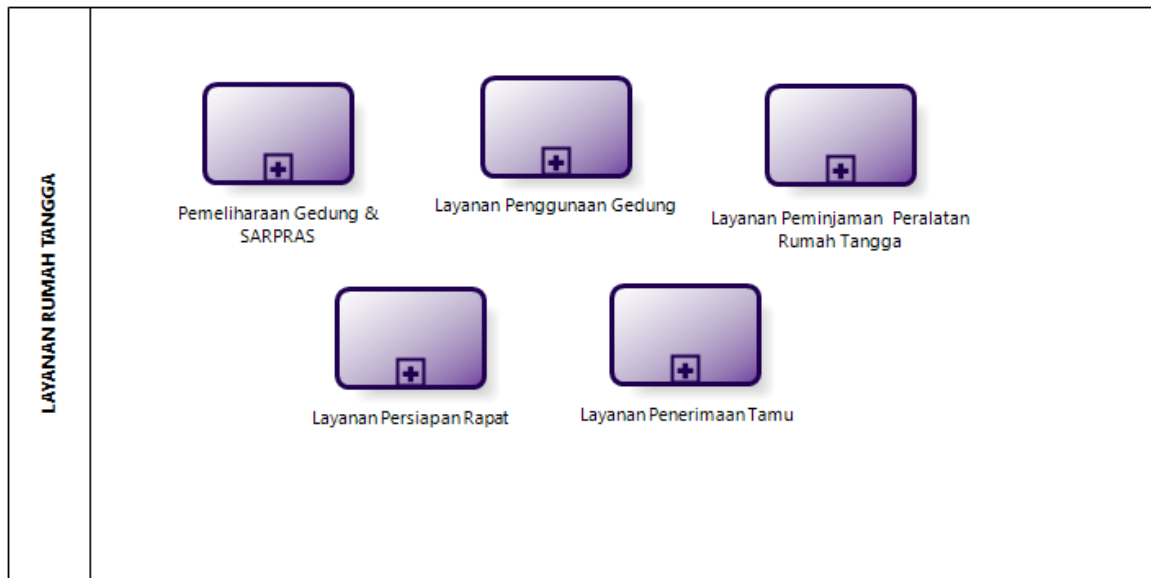 LAYANAN RUMAH TANGGA
Pemeliharaan Gedung &
SARPRAS
Layanan Penggunaan Gedung
Layanan Peminjaman Peralatan
Rumah Tangga
Layanan Persiapan Rapat
Layanan Penerimaan Tamu